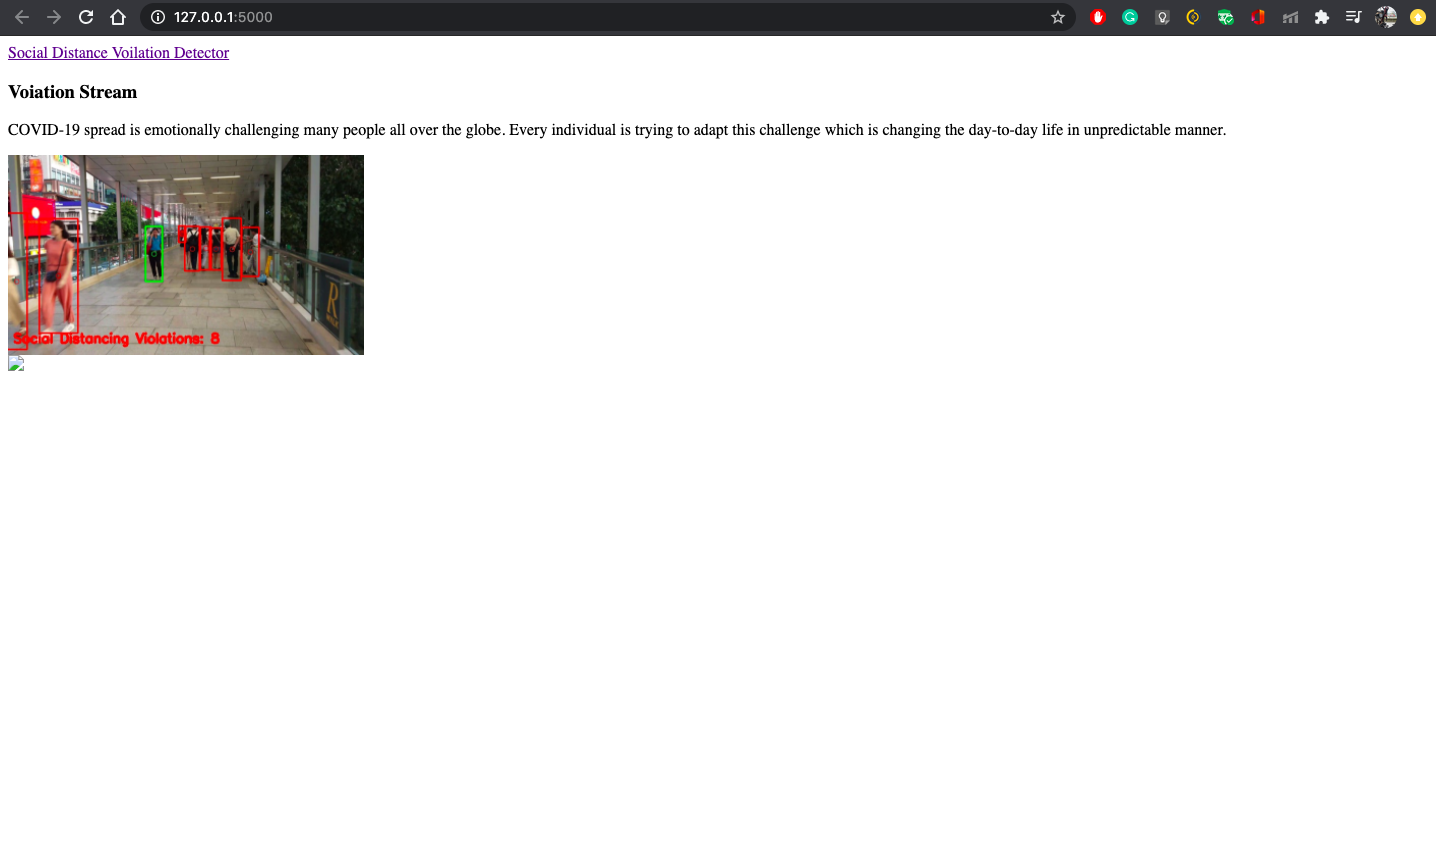 127.0.0.1:5000
Social Distance Voilation Detector
Voiation Stream
COVID-19 spread is emotionally challenging many people all over the globe. Every individual is trying to adapt this challenge which is changing the day-to-day life in unpredictable manner.
R
Social Distancing Violations: 8